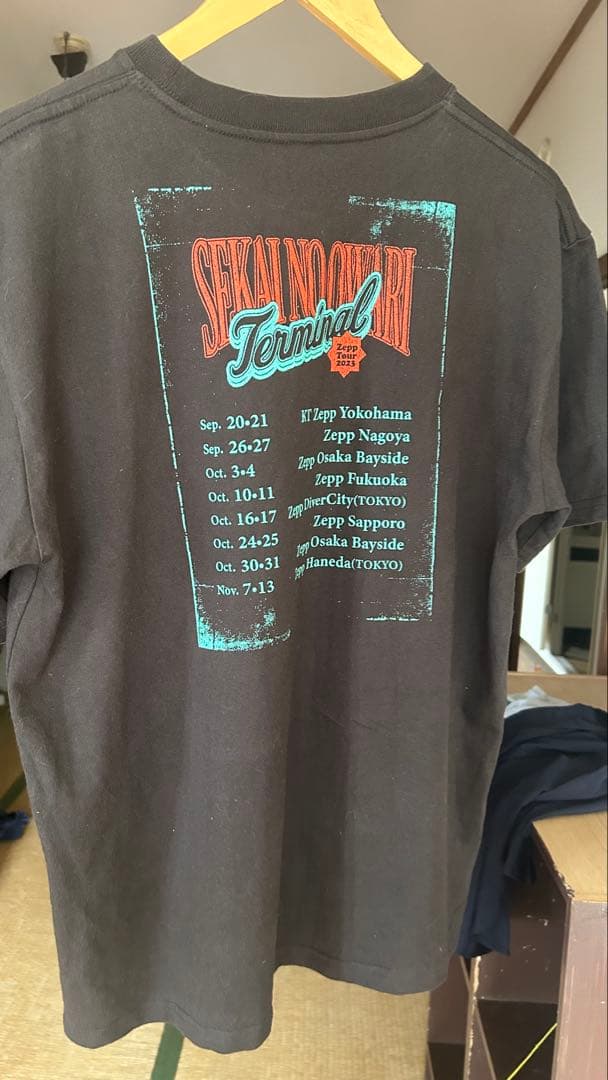 SEKAI NO OWARI
Terminal
Zepp
Tour
2023
Sep. 20•21 KT Zepp Yokohama
Sep. 26•27 Zepp Nagoya
Oct. 3•4 Zepp Osaka Bayside
Oct. 10•11 Zepp Fukuoka
Oct. 16•17 Zepp DiverCity(TOKYO)
Oct. 24•25 Zepp Sapporo
Oct. 30•31 Zepp Osaka Bayside
Nov. 7•13 Zepp Haneda(TOKYO)